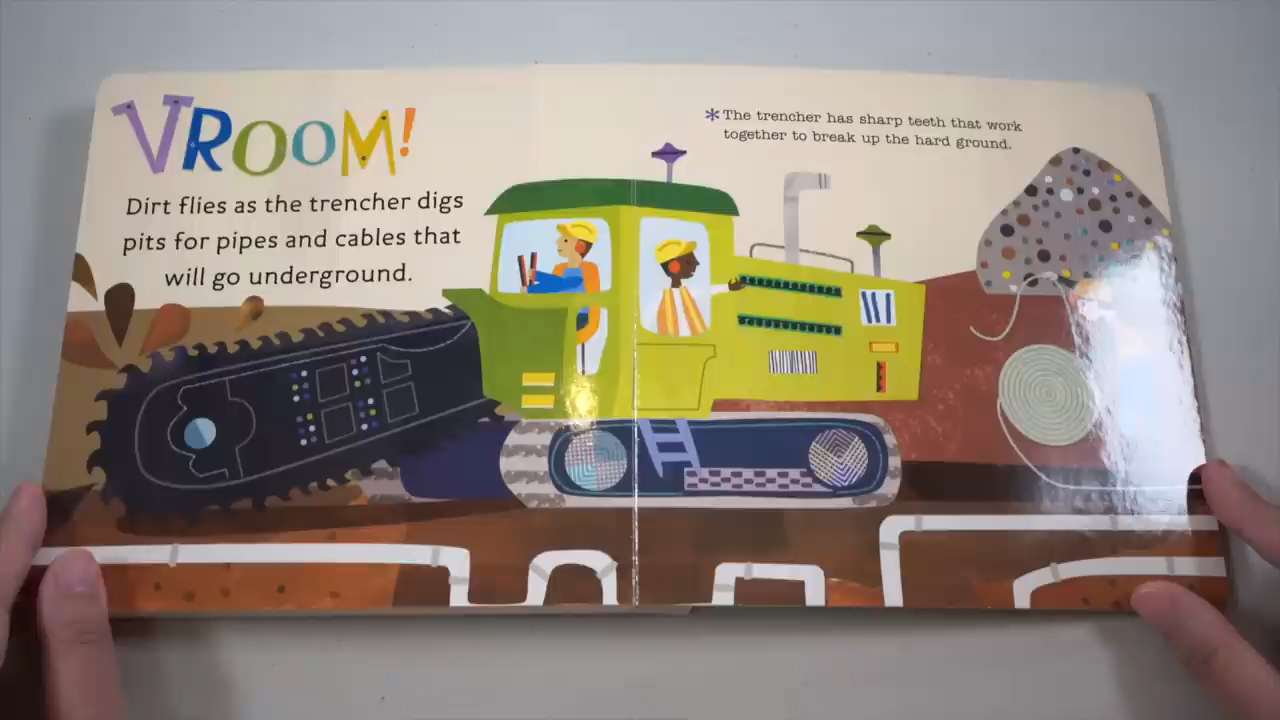 VROOM!
Dirt flies as the trencher digs
pits for pipes and cables that
will go underground.
*The trencher has sharp teeth that work
together to break up the hard ground.